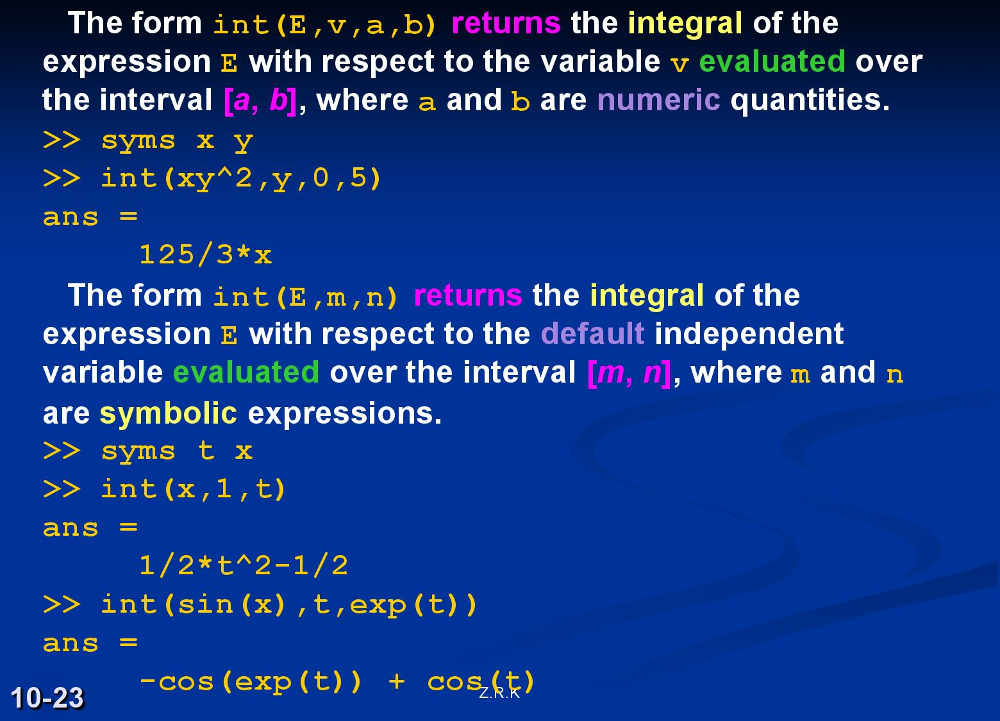 The form int(E,v,a,b) returns the integral of the
expression E with respect to the variable v evaluated over
the interval [a, b], where a and b are numeric quantities.
>> syms x y
>> int(xy^2,y,0,5)
ans =
125/3*x
The form int(E,m,n) returns the integral of the
expression E with respect to the default independent
variable evaluated over the interval [m, n], where m and n
are symbolic expressions.
>> syms t x
>> int(x,1,t)
ans =
1/2*t^2-1/2
>> int(sin(x),t,exp(t))
ans =
-cos(exp(t)) + cos(t)
10-23
Z.R.K